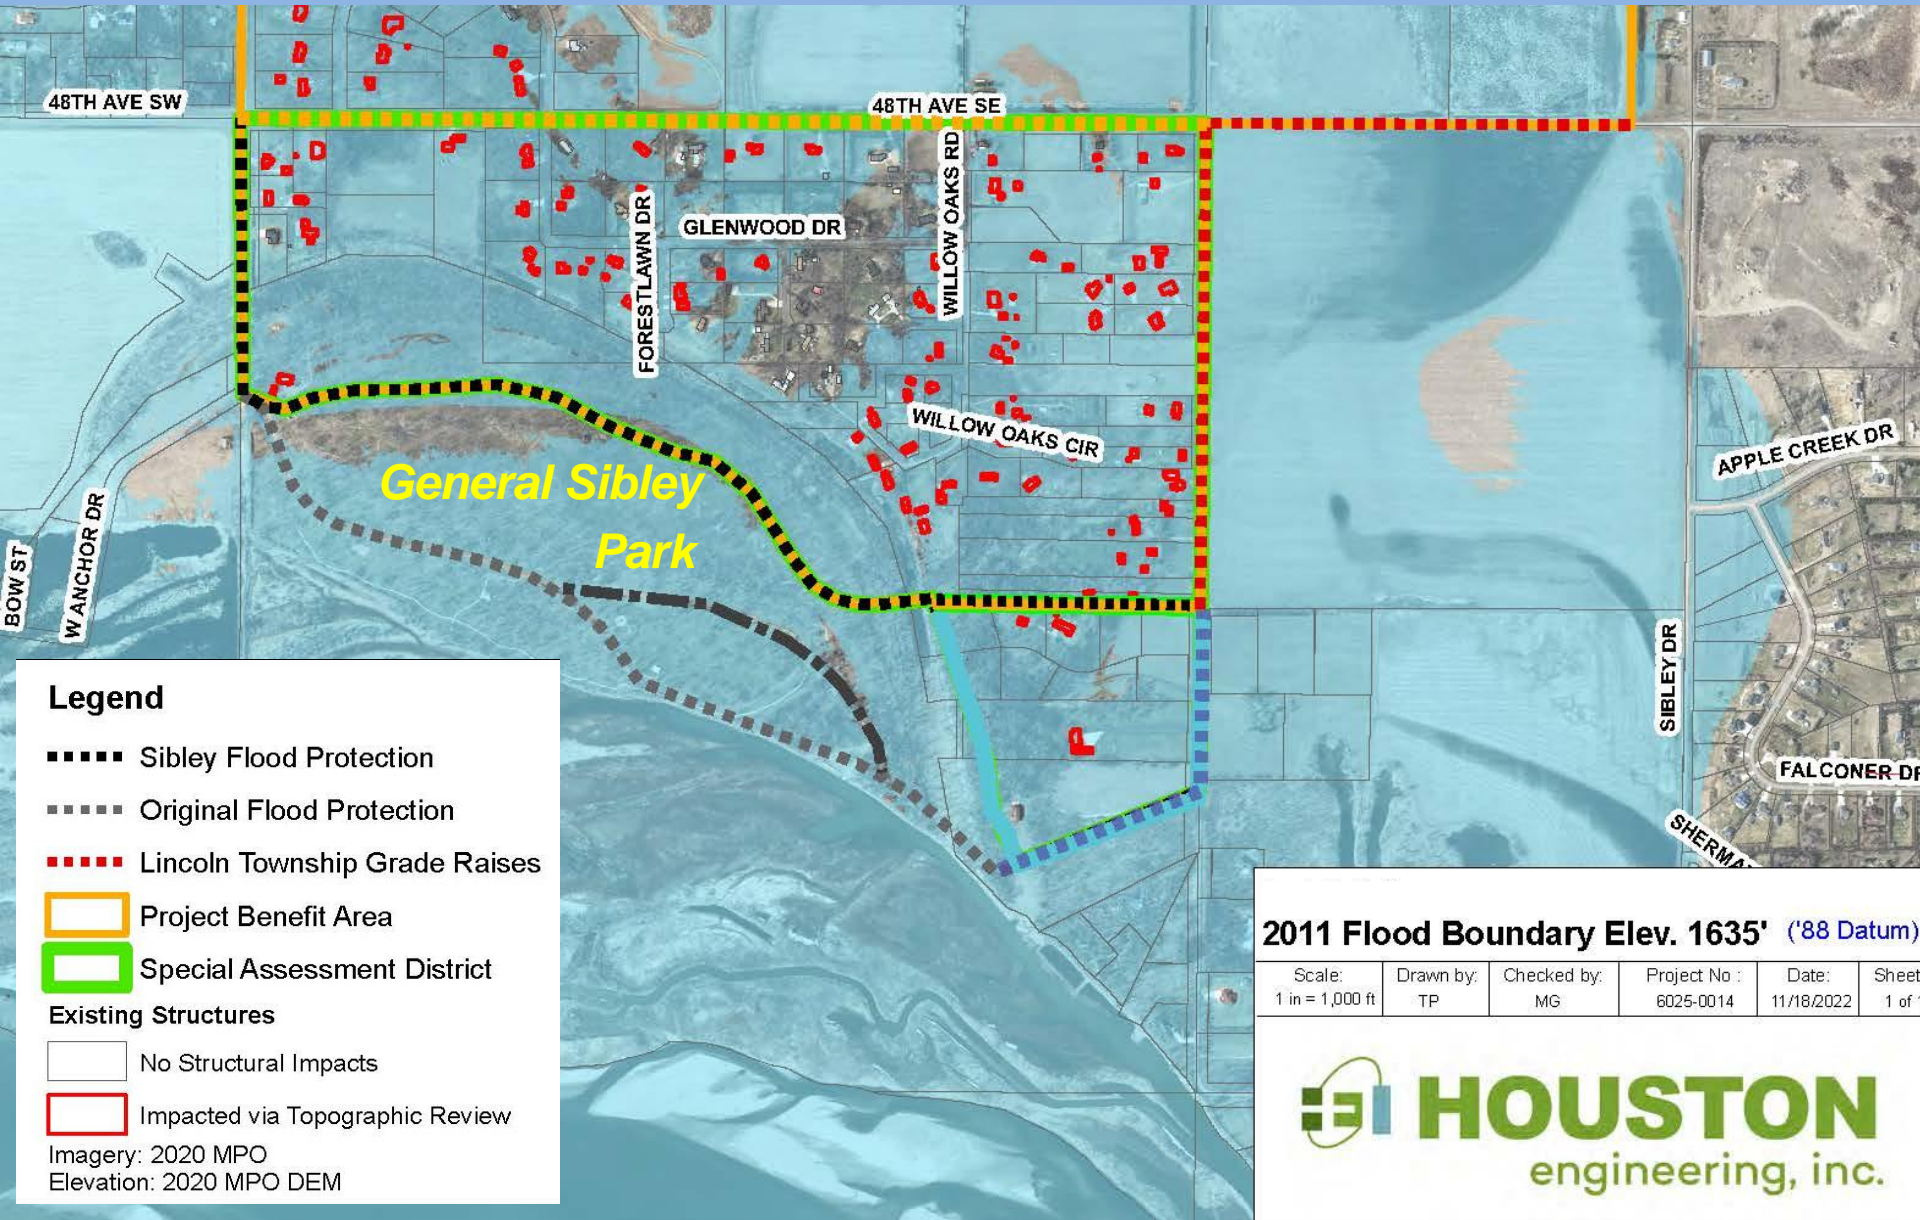 48TH AVE SW
48TH AVE SE
WILLOW OAKS RD
FORESTLAWN DR
GLENWOOD DR
WILLOW OAKS CIR
General Sibley
Park
APPLE CREEK DR
BOW ST
W ANCHOR DR
SIBLEY DR
FALCONER DR
Legend
Sibley Flood Protection
Original Flood Protection
Lincoln Township Grade Raises
Project Benefit Area
Special Assessment District
Existing Structures
No Structural Impacts
Impacted via Topographic Review
Imagery: 2020 MPO
Elevation: 2020 MPO DEM
2011 Flood Boundary Elev. 1635' ('88 Datum)
Scale: Drawn by: Checked by: Project No : Date: Sheet
1 in = 1,000 ft TP MG 6025-0014 11/18/2022 1 of
HOUSTON
engineering, inc.